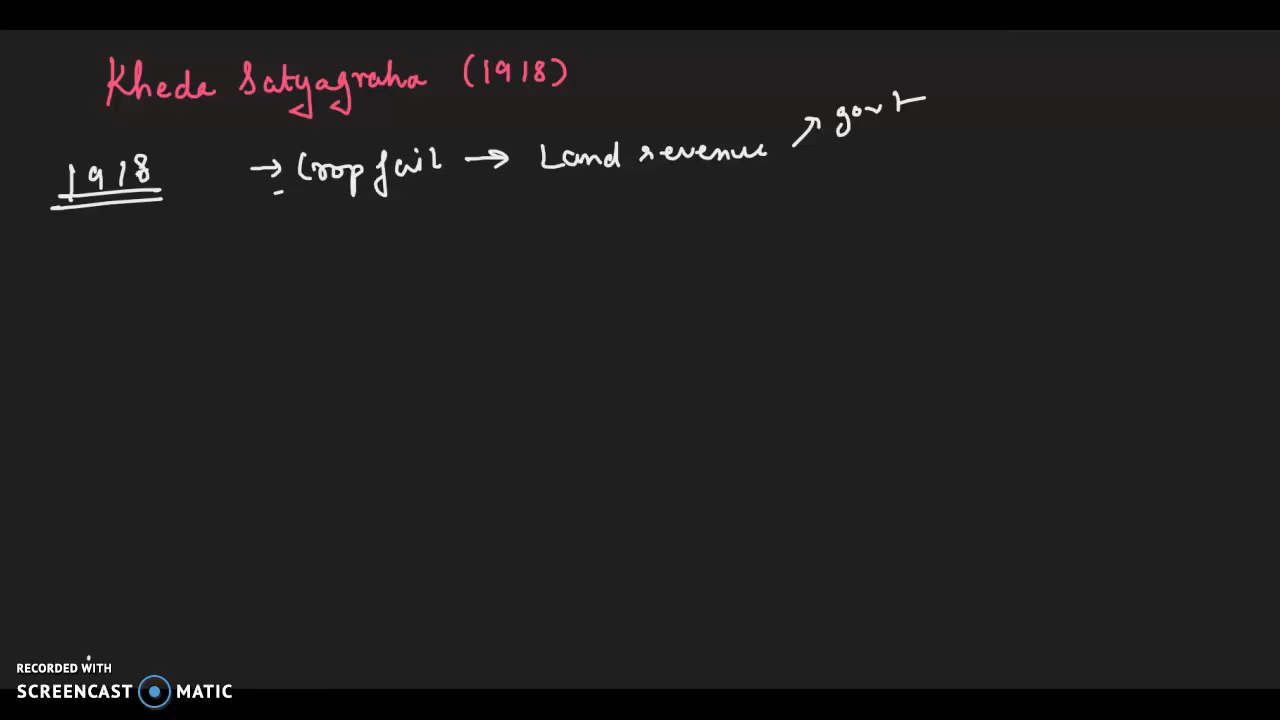 Kheda Satyagraha (1918)
1918 → Crop fail → Land revenue ↗ govt
RECORDED WITH
SCREENCAST MATIC